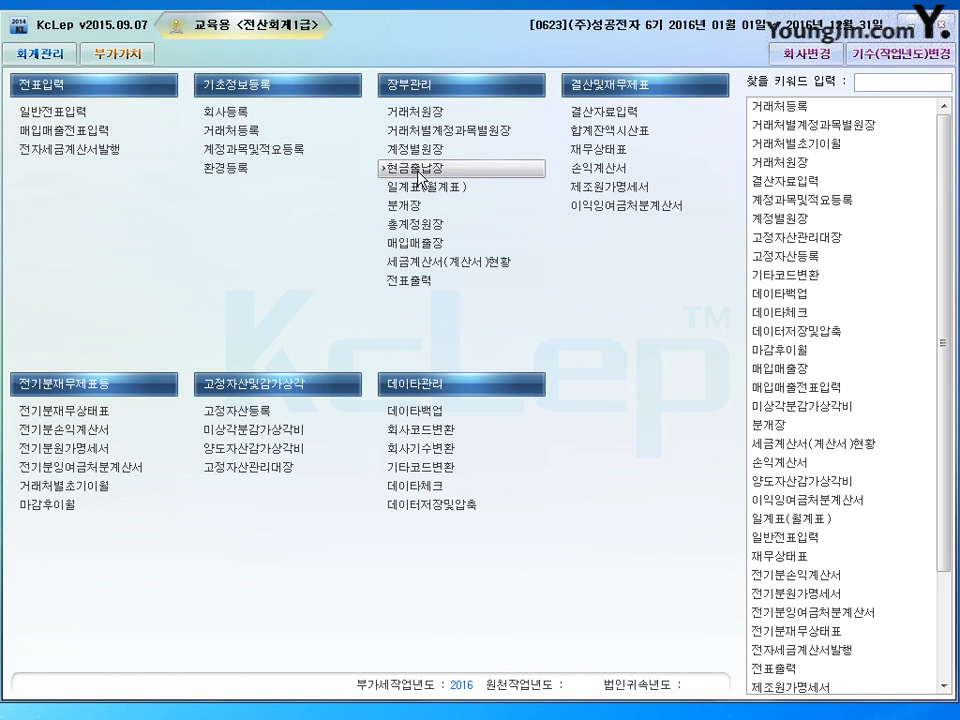 2014 KL KcLep v2015.09.07 교육용 <전산회계1급> [0623](주)성공전자 6기 2016년 01월 01일~ 2016년 12월 31일
YoungJin.com Y.
회계관리 부가가치 회사변경 기수(작업년도)변경
전표입력
일반전표입력
매입매출전표입력
전자세금계산서발행
기초정보등록
회사등록
거래처등록
계정과목및적요등록
환경등록
장부관리
거래처원장
거래처별계정과목별원장
계정별원장
현금출납장
일계표(월계표)
분개장
총계정원장
매입매출장
세금계산서(계산서)현황
전표출력
결산및재무제표
결산자료입력
합계잔액시산표
재무상태표
손익계산서
제조원가명세서
이익잉여금처분계산서
전기분재무제표등
전기분재무상태표
전기분손익계산서
전기분원가명세서
전기분잉여금처분계산서
거래처별초기이월
마감후이월
고정자산및감가상각
고정자산등록
미상각분감가상각비
양도자산감가상각비
고정자산관리대장
데이타관리
데이타백업
회사코드변환
회사기수변환
기타코드변환
데이타체크
데이터저장및압축
KcLep™
찾을 키워드 입력 :
거래처등록
거래처별계정과목별원장
거래처별초기이월
거래처원장
결산자료입력
계정과목및적요등록
계정별원장
고정자산관리대장
고정자산등록
기타코드변환
데이타백업
데이타체크
데이터저장및압축
마감후이월
매입매출장
매입매출전표입력
미상각분감가상각비
분개장
세금계산서(계산서)현황
손익계산서
양도자산감가상각비
이익잉여금처분계산서
일계표(월계표)
일반전표입력
재무상태표
전기분손익계산서
전기분원가명세서
전기분잉여금처분계산서
전기분재무상태표
전자세금계산서발행
전표출력
제조원가명세서
부가세작업년도 : 2016 원천작업년도 : 법인귀속년도 :